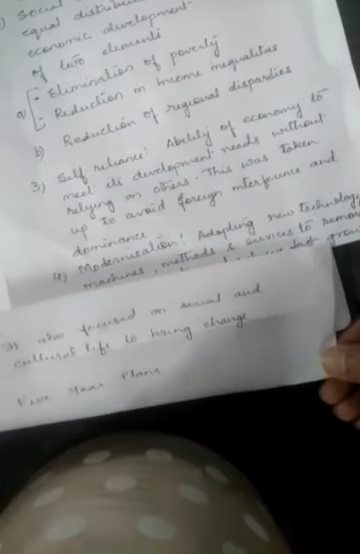 ) Social
equal distribu
economic development
of two elements
a) - Elimination of poverty
- Reduction in Income inequalities
b) Reduction of regional disparities
3) Self reliance: Ability of economy to
meet its development needs without
relying on others. This was taken
up to avoid foreign interference and
dominance
4) Modernisation: Adopting new technology,
machines, methods & services to
fast grow
It also focused on social and
cultural life to bring change
Five Year Plans